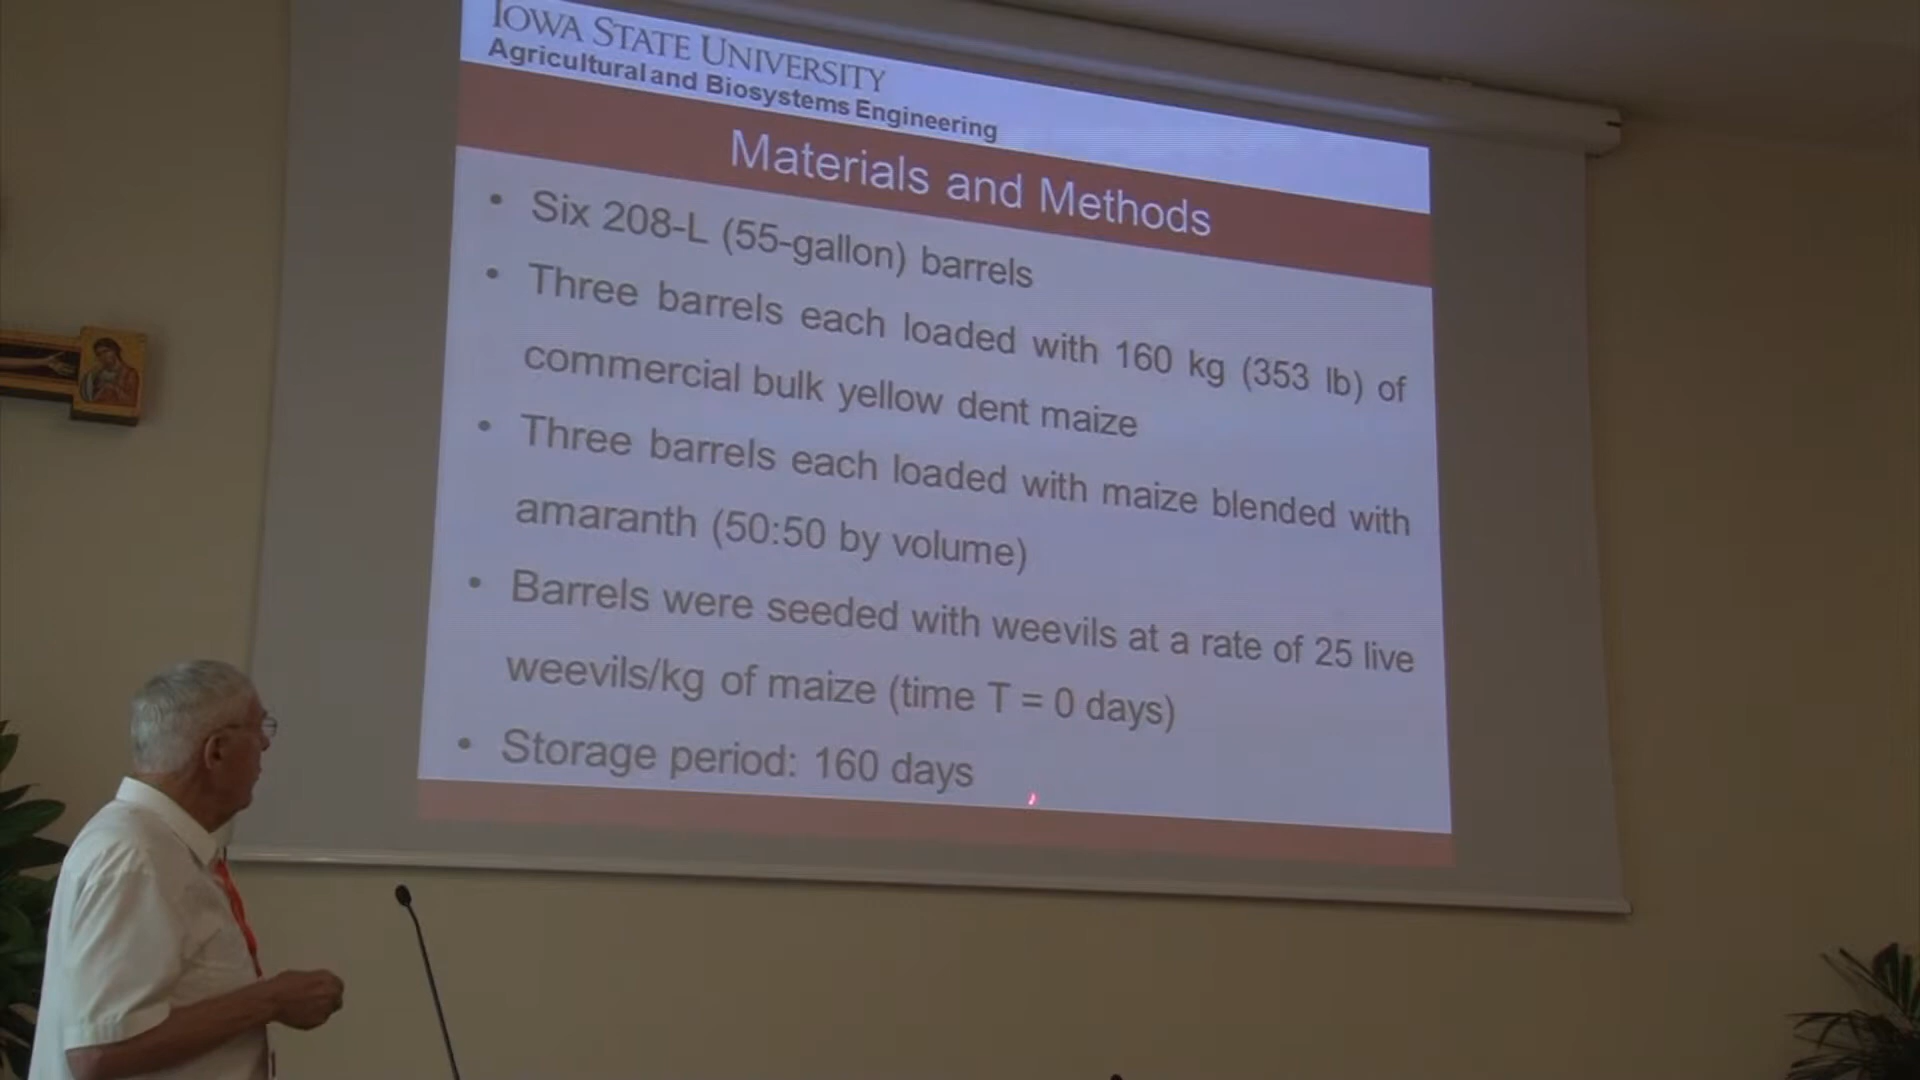 IOWA STATE UNIVERSITY
Agricultural and Biosystems Engineering
Materials and Methods
• Six 208-L (55-gallon) barrels
• Three barrels each loaded with 160 kg (353 lb) of
commercial bulk yellow dent maize
• Three barrels each loaded with maize blended with
amaranth (50:50 by volume)
• Barrels were seeded with weevils at a rate of 25 live
weevils/kg of maize (time T = 0 days)
• Storage period: 160 days